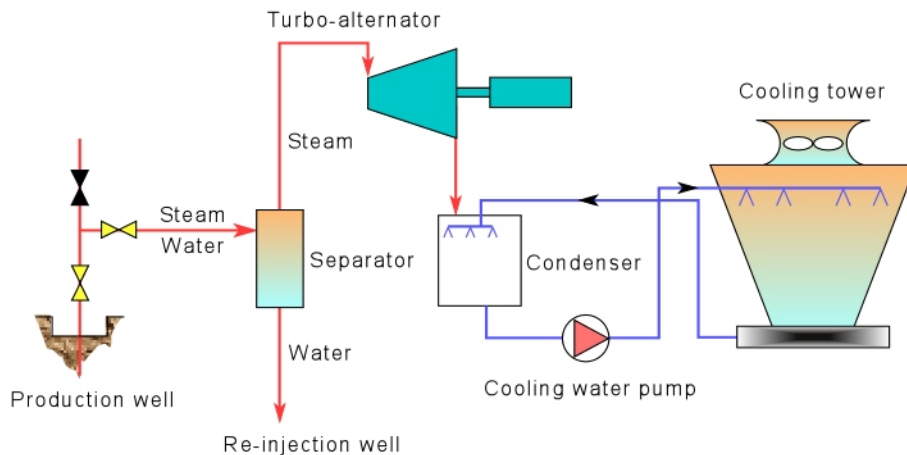 Turbo-alternator
Cooling tower
Steam
Steam
Water
Separator
Condenser
Water
Production well
Cooling water pump
Re-injection well